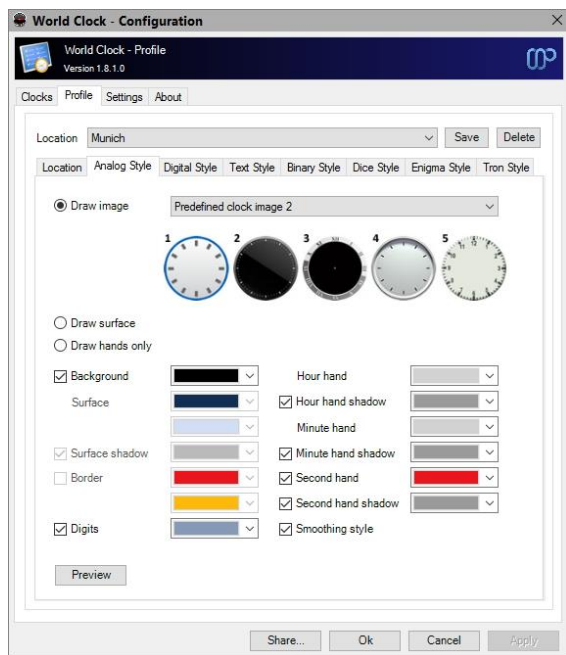 World Clock - Configuration
World Clock - Profile
Version 1.8.1.0
Clocks Profile Settings About
Location Munich Save Delete
Location Analog Style Digital Style Text Style Binary Style Dice Style Enigma Style Tron Style
Draw image Predefined clock image 2
1 2 3 4 5
Draw surface
Draw hands only
Background Hour hand
Surface Hour hand shadow
Minute hand
Surface shadow Minute hand shadow
Border Second hand
Second hand shadow
Digits Smoothing style
Preview
Share... Ok Cancel Apply